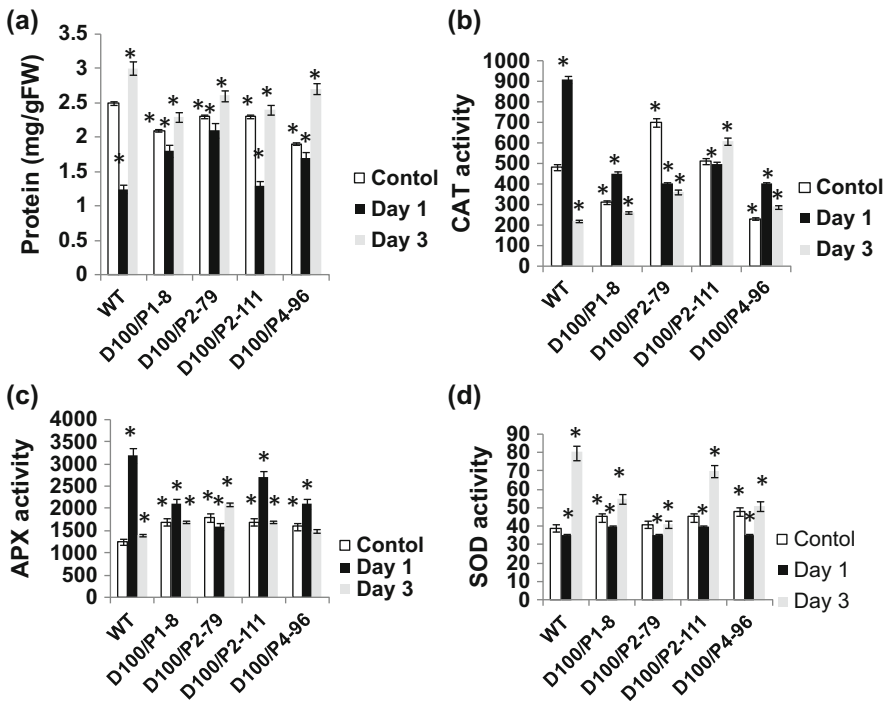 (a)
Protein (mg/gFW)
3.5
3
2.5
2
1.5
1
0.5
0
* * * * * * * * * * * * * *
Contol
Day 1
Day 3
WT
D100/P1-8
D100/P2-79
D100/P2-111
D100/P4-96
(b)
CAT activity
1000
900
800
700
600
500
400
300
200
100
0
* * * * * * * * * * * * *
Contol
Day 1
Day 3
WT
D100/P1-8
D100/P2-79
D100/P2-111
D100/P4-96
(c)
APX activity
4000
3500
3000
2500
2000
1500
1000
500
0
* * * * * * * * * * * * *
Contol
Day 1
Day 3
WT
D100/P1-8
D100/P2-79
D100/P2-111
D100/P4-96
(d)
SOD activity
90
80
70
60
50
40
30
20
10
0
* * * * * * * * * * * *
Contol
Day 1
Day 3
WT
D100/P1-8
D100/P2-79
D100/P2-111
D100/P4-96